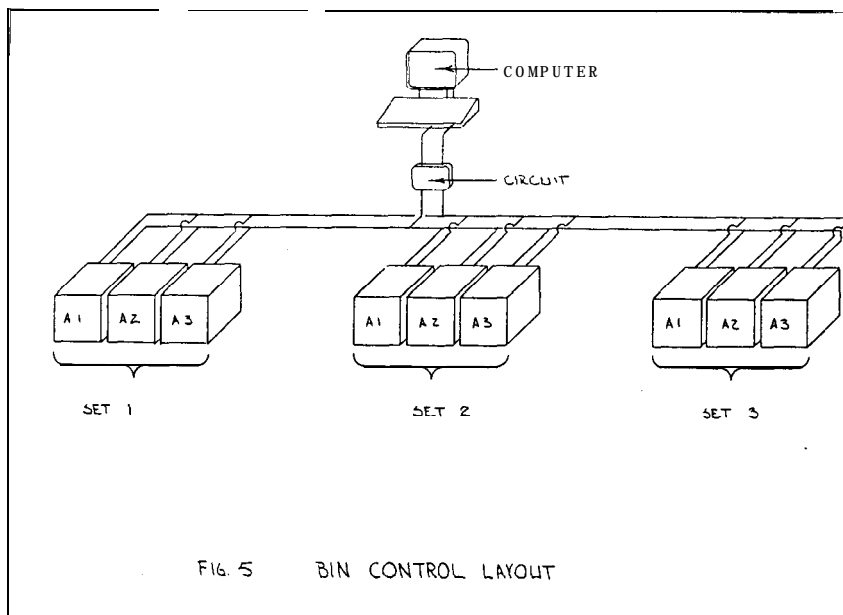 COMPUTER
CIRCUIT
A1 A2 A3 A1 A2 A3 A1 A2 A3
SET 1 SET 2 SET 3
FIG. 5 BIN CONTROL LAYOUT